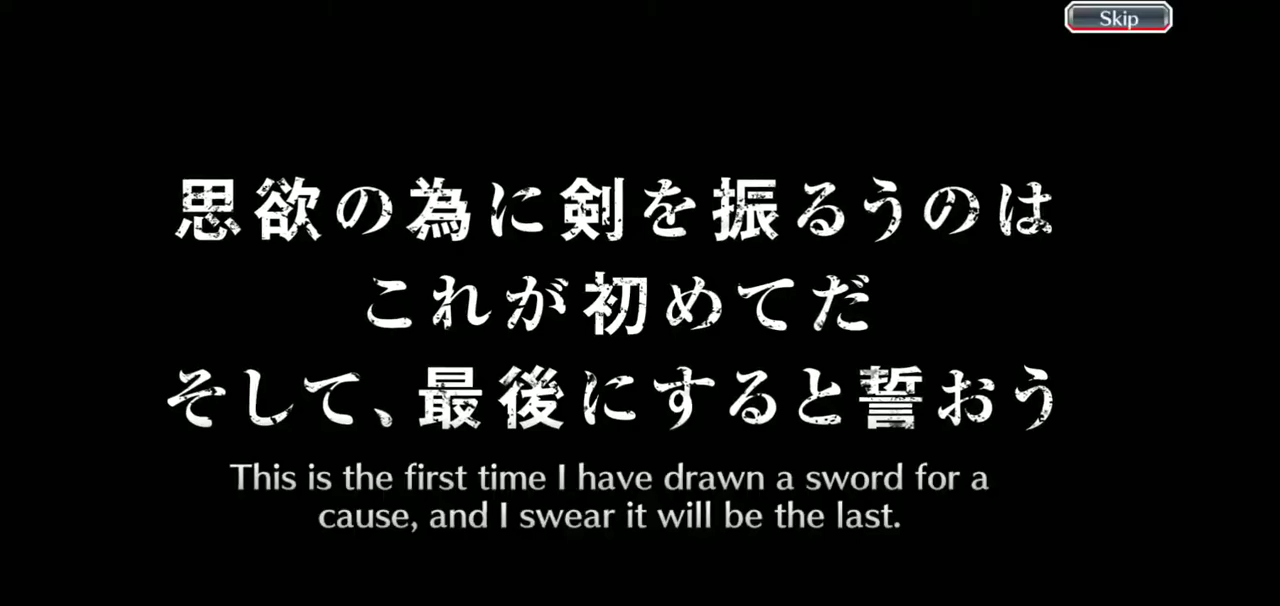 Skip
思欲の為に剣を振るうのは
これが初めてだ
そして、最後にすると誓おう
This is the first time I have drawn a sword for a
cause, and I swear it will be the last.